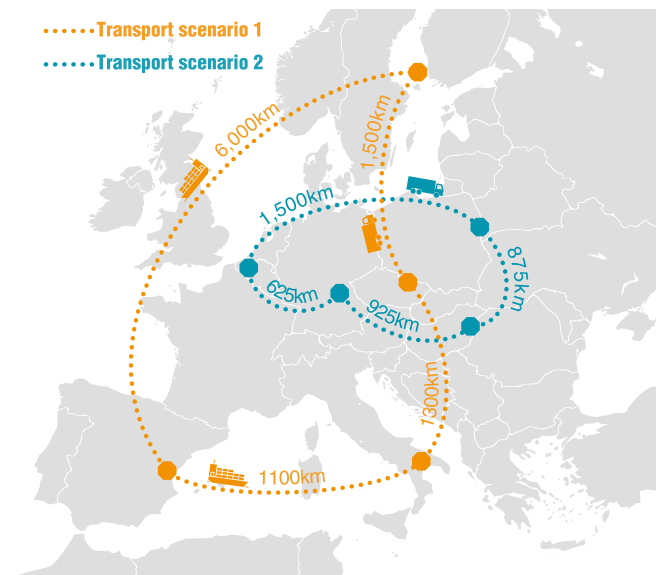 Transport scenario 1
Transport scenario 2
6,000km
1,500km
1,500km
875km
625km
925km
1300km
1100km